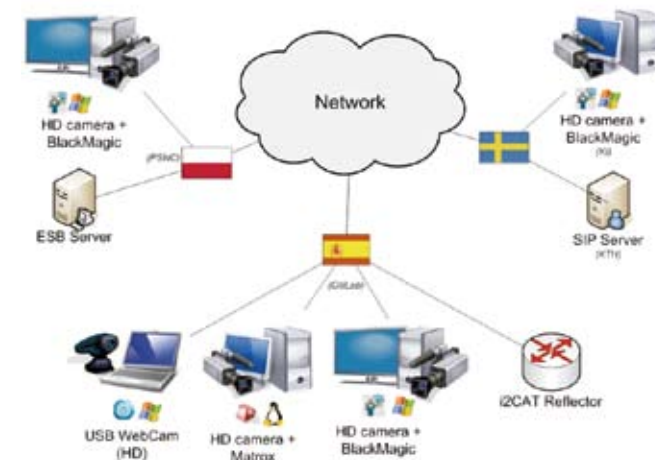 Network
HD camera +
BlackMagic
HD camera +
BlackMagic
(KI)
(PSNC)
ESB Server
SIP Server
(KTH)
USB WebCam
(HD)
HD camera +
Matrox
HD camera +
BlackMagic
i2CAT Reflector